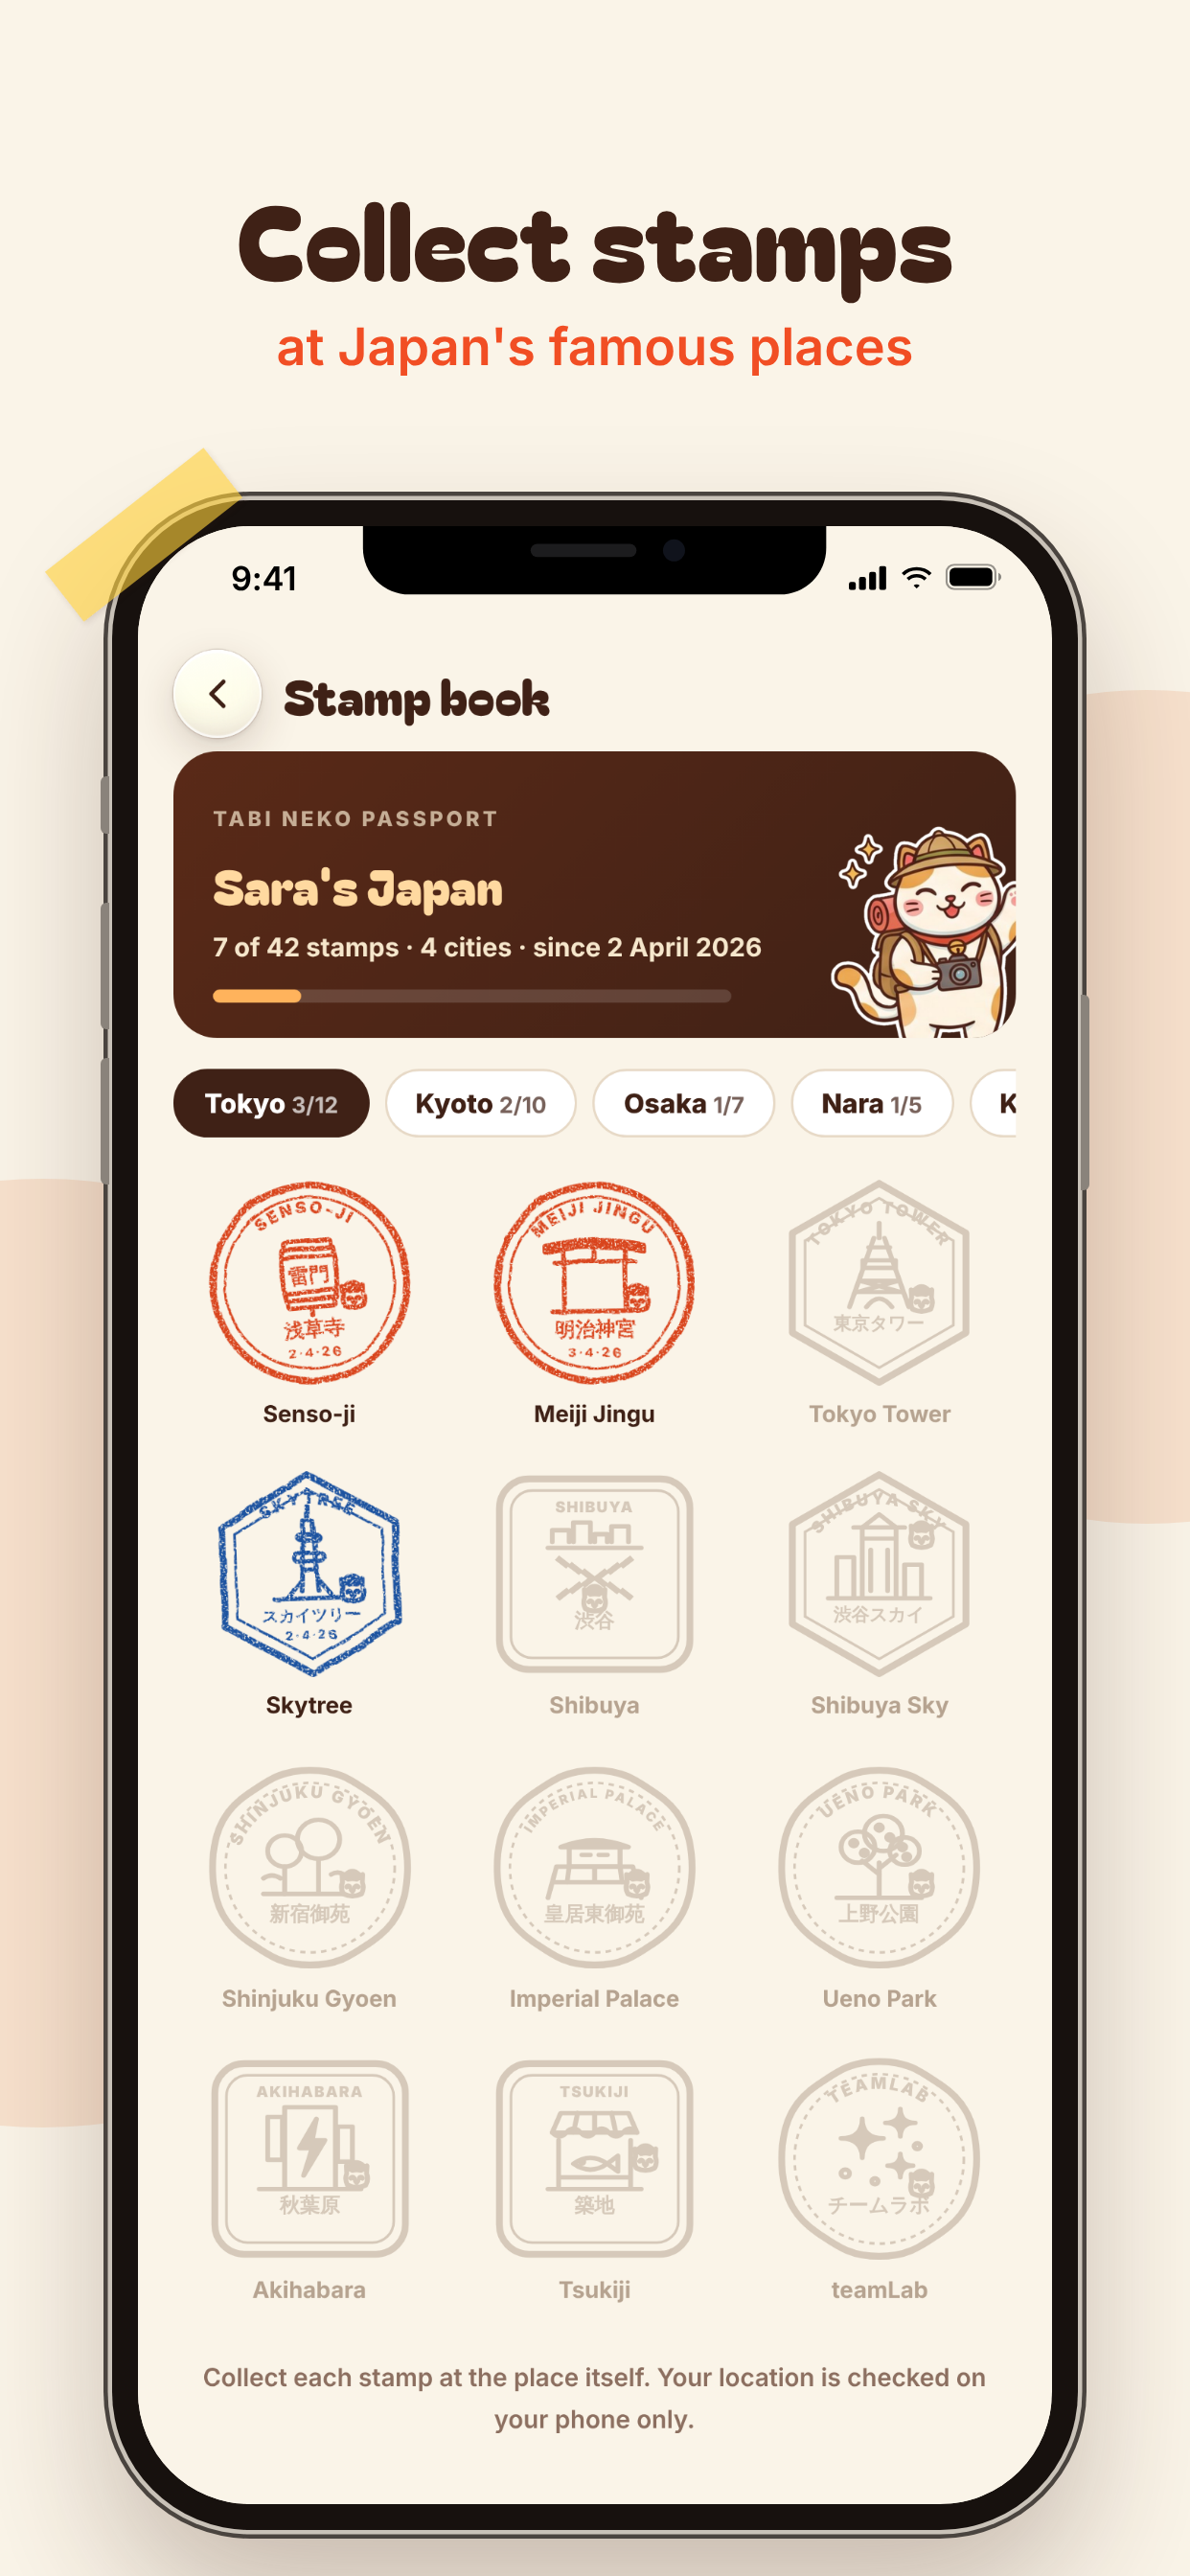 Collect stamps
at Japan's famous places
9:41
Stamp book
TABI NEKO PASSPORT
Sara's Japan
7 of 42 stamps · 4 cities · since 2 April 2026
Tokyo 3/12
Kyoto 2/10
Osaka 1/7
Nara 1/5
K
SENSO-JI
雷門
浅草寺
2·4·26
Senso-ji
MEIJI JINGU
明治神宮
3·4·26
Meiji Jingu
TOKYO TOWER
東京タワー
Tokyo Tower
SKYTREE
スカイツリー
2·4·26
Skytree
SHIBUYA
渋谷
Shibuya
SHIBUYA SKY
渋谷スカイ
Shibuya Sky
SHINJUKU GYOEN
新宿御苑
Shinjuku Gyoen
IMPERIAL PALACE
皇居東御苑
Imperial Palace
UENO PARK
上野公園
Ueno Park
AKIHABARA
秋葉原
Akihabara
TSUKIJI
築地
Tsukiji
TEAMLAB
チームラボ
teamLab
Collect each stamp at the place itself. Your location is checked on
your phone only.